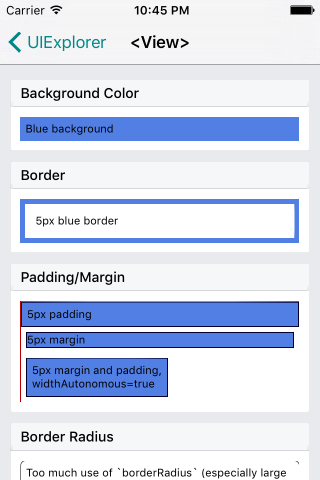 Carrier 10:45 PM
UIExplorer <View>
Background Color
Blue background
Border
5px blue border
Padding/Margin
5px padding
5px margin
5px margin and padding,
widthAutonomous=true
Border Radius
Too much use of `borderRadius` (especially large